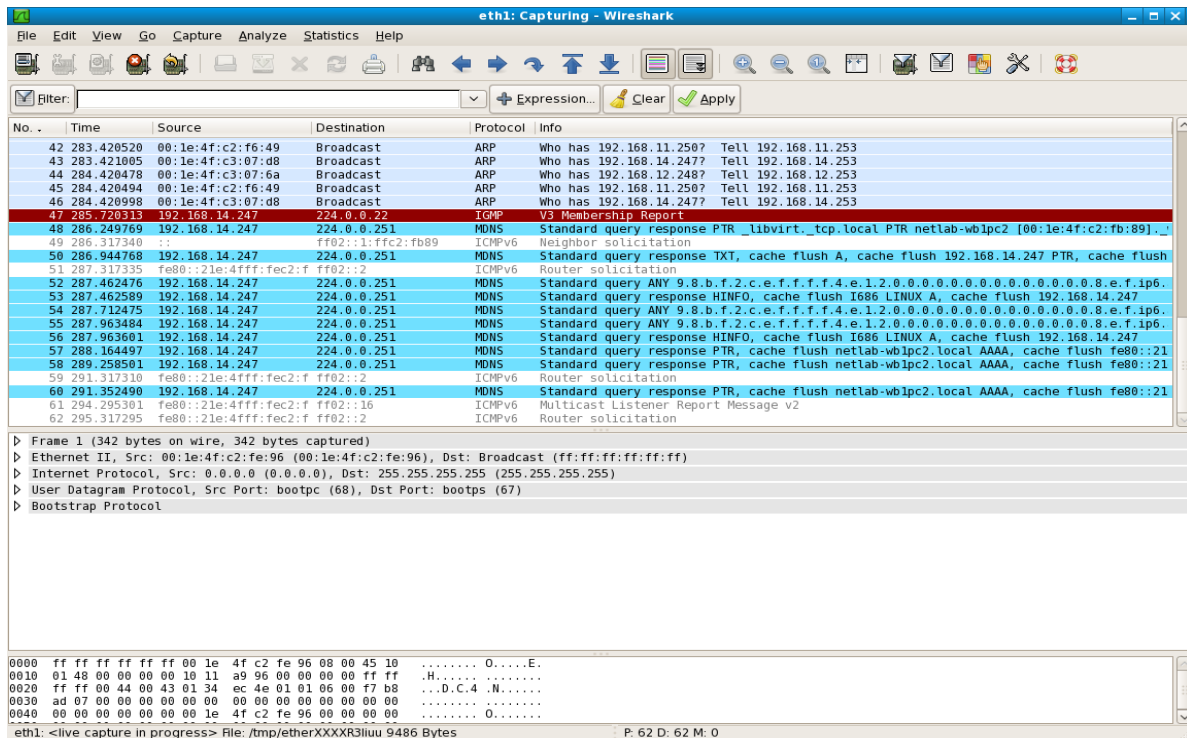 eth1: Capturing - Wireshark
File Edit View Go Capture Analyze Statistics Help
Filter: Expression... Clear Apply
No. . Time Source Destination Protocol Info
42 283.420520 00:1e:4f:c2:f6:49 Broadcast ARP Who has 192.168.11.250? Tell 192.168.11.253
43 283.421005 00:1e:4f:c3:07:d8 Broadcast ARP Who has 192.168.14.247? Tell 192.168.14.253
44 284.420478 00:1e:4f:c3:07:6a Broadcast ARP Who has 192.168.12.248? Tell 192.168.12.253
45 284.420494 00:1e:4f:c2:f6:49 Broadcast ARP Who has 192.168.11.250? Tell 192.168.11.253
46 284.420998 00:1e:4f:c3:07:d8 Broadcast ARP Who has 192.168.14.247? Tell 192.168.14.253
47 285.720313 192.168.14.247 224.0.0.22 IGMP V3 Membership Report
48 286.249769 192.168.14.247 224.0.0.251 MDNS Standard query response PTR _libvirt._tcp.local PTR netlab-wb1pc2 [00:1e:4f:c2:fb:89]._
49 286.317340 :: ff02::1:ffc2:fb89 ICMPv6 Neighbor solicitation
50 286.944768 192.168.14.247 224.0.0.251 MDNS Standard query response TXT, cache flush A, cache flush 192.168.14.247 PTR, cache flush
51 287.317335 fe80::21e:4fff:fec2:f ff02::2 ICMPv6 Router solicitation
52 287.462476 192.168.14.247 224.0.0.251 MDNS Standard query ANY 9.8.b.f.2.c.e.f.f.f.f.4.e.1.2.0.0.0.0.0.0.0.0.0.0.0.0.0.8.e.f.ip6.
53 287.462589 192.168.14.247 224.0.0.251 MDNS Standard query response HINFO, cache flush I686 LINUX A, cache flush 192.168.14.247
54 287.712475 192.168.14.247 224.0.0.251 MDNS Standard query ANY 9.8.b.f.2.c.e.f.f.f.f.4.e.1.2.0.0.0.0.0.0.0.0.0.0.0.0.0.8.e.f.ip6.
55 287.963484 192.168.14.247 224.0.0.251 MDNS Standard query ANY 9.8.b.f.2.c.e.f.f.f.f.4.e.1.2.0.0.0.0.0.0.0.0.0.0.0.0.0.8.e.f.ip6.
56 287.963601 192.168.14.247 224.0.0.251 MDNS Standard query response HINFO, cache flush I686 LINUX A, cache flush 192.168.14.247
57 288.164497 192.168.14.247 224.0.0.251 MDNS Standard query response PTR, cache flush netlab-wb1pc2.local AAAA, cache flush fe80::21
58 289.258501 192.168.14.247 224.0.0.251 MDNS Standard query response PTR, cache flush netlab-wb1pc2.local AAAA, cache flush fe80::21
59 291.317310 fe80::21e:4fff:fec2:f ff02::2 ICMPv6 Router solicitation
60 291.352490 192.168.14.247 224.0.0.251 MDNS Standard query response PTR, cache flush netlab-wb1pc2.local AAAA, cache flush fe80::21
61 294.295301 fe80::21e:4fff:fec2:f ff02::16 ICMPv6 Multicast Listener Report Message v2
62 295.317295 fe80::21e:4fff:fec2:f ff02::2 ICMPv6 Router solicitation
Frame 1 (342 bytes on wire, 342 bytes captured)
Ethernet II, Src: 00:1e:4f:c2:fe:96 (00:1e:4f:c2:fe:96), Dst: Broadcast (ff:ff:ff:ff:ff:ff)
Internet Protocol, Src: 0.0.0.0 (0.0.0.0), Dst: 255.255.255.255 (255.255.255.255)
User Datagram Protocol, Src Port: bootpc (68), Dst Port: bootps (67)
Bootstrap Protocol
0000 ff ff ff ff ff ff 00 1e 4f c2 fe 96 08 00 45 10 ........ O.....E.
0010 01 48 00 00 00 00 10 11 a9 96 00 00 00 00 ff ff .H...... ........
0020 ff ff 00 44 00 43 01 34 ec 4e 01 01 06 00 f7 b8 ...D.C.4 .N......
0030 ad 07 00 00 00 00 00 00 00 00 00 00 00 00 00 00 ........ ........
0040 00 00 00 00 00 00 00 1e 4f c2 fe 96 00 00 00 00 ........ O.......
eth1: <live capture in progress> File: /tmp/etherXXXXR3liuu 9486 Bytes P: 62 D: 62 M: 0